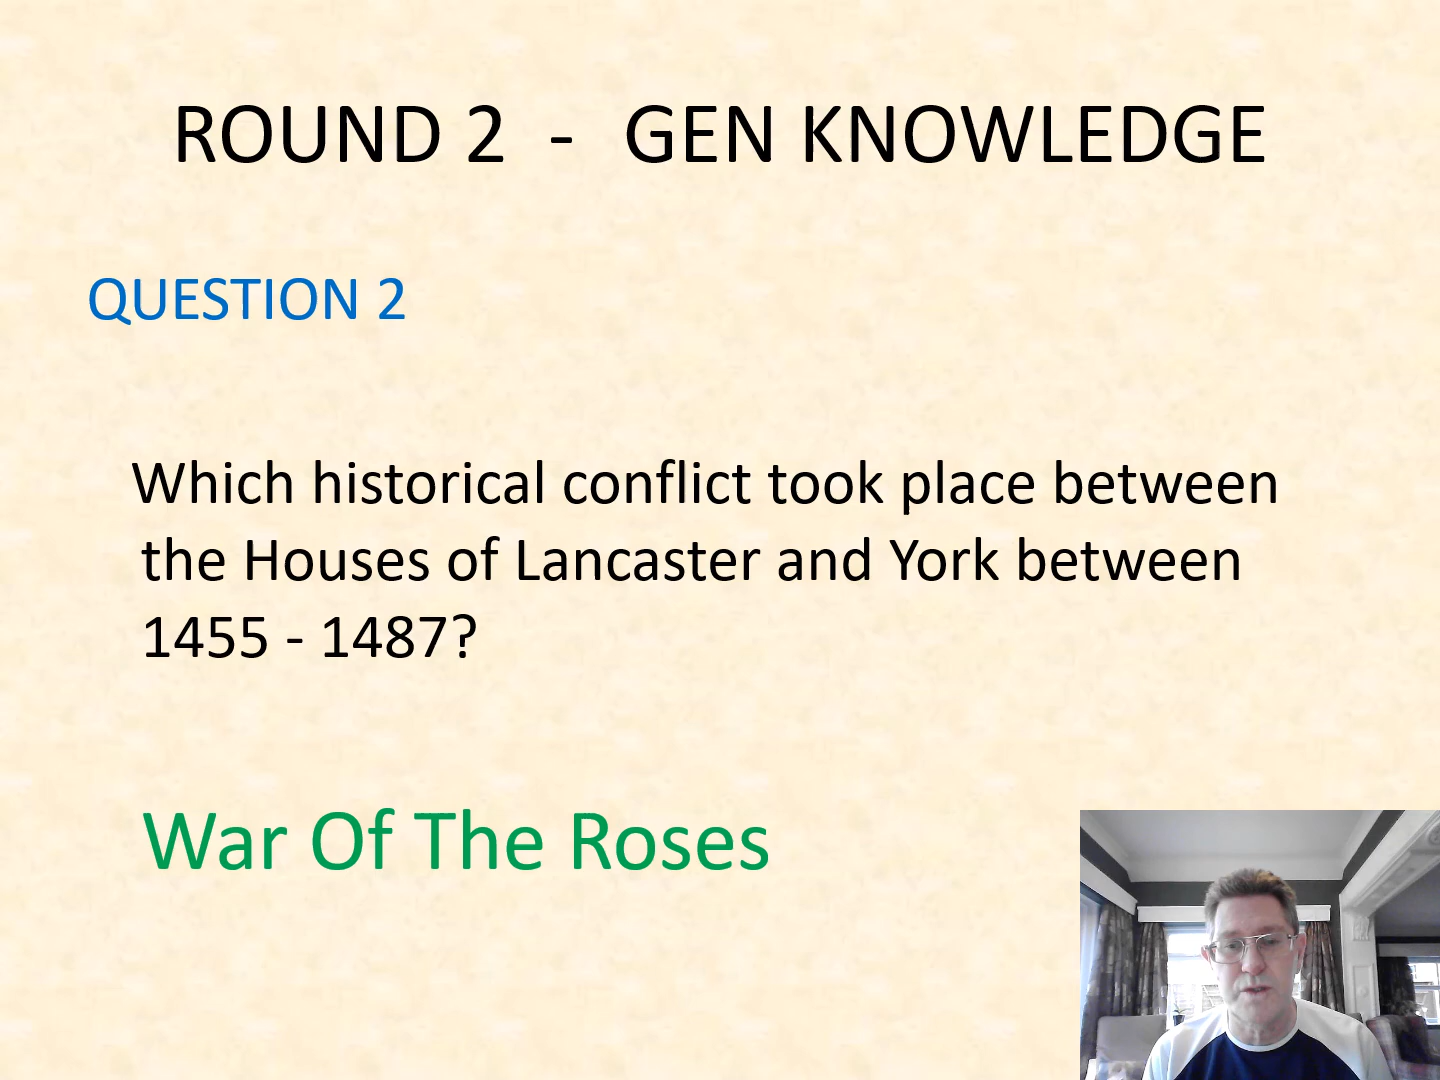 ROUND 2 - GEN KNOWLEDGE
QUESTION 2
Which historical conflict took place between
the Houses of Lancaster and York between
1455 - 1487?
War Of The Roses